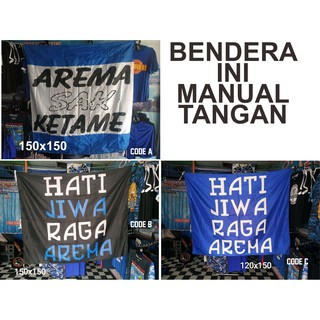 AREMA
SAK
KETAME
150x150
CODE A
BENDERA
INI
MANUAL
TANGAN
HATI
JIWA
RAGA
AREMA
150x150
CODE B
HATI
JIWA
RAGA
AREMA
120x150
CODE C